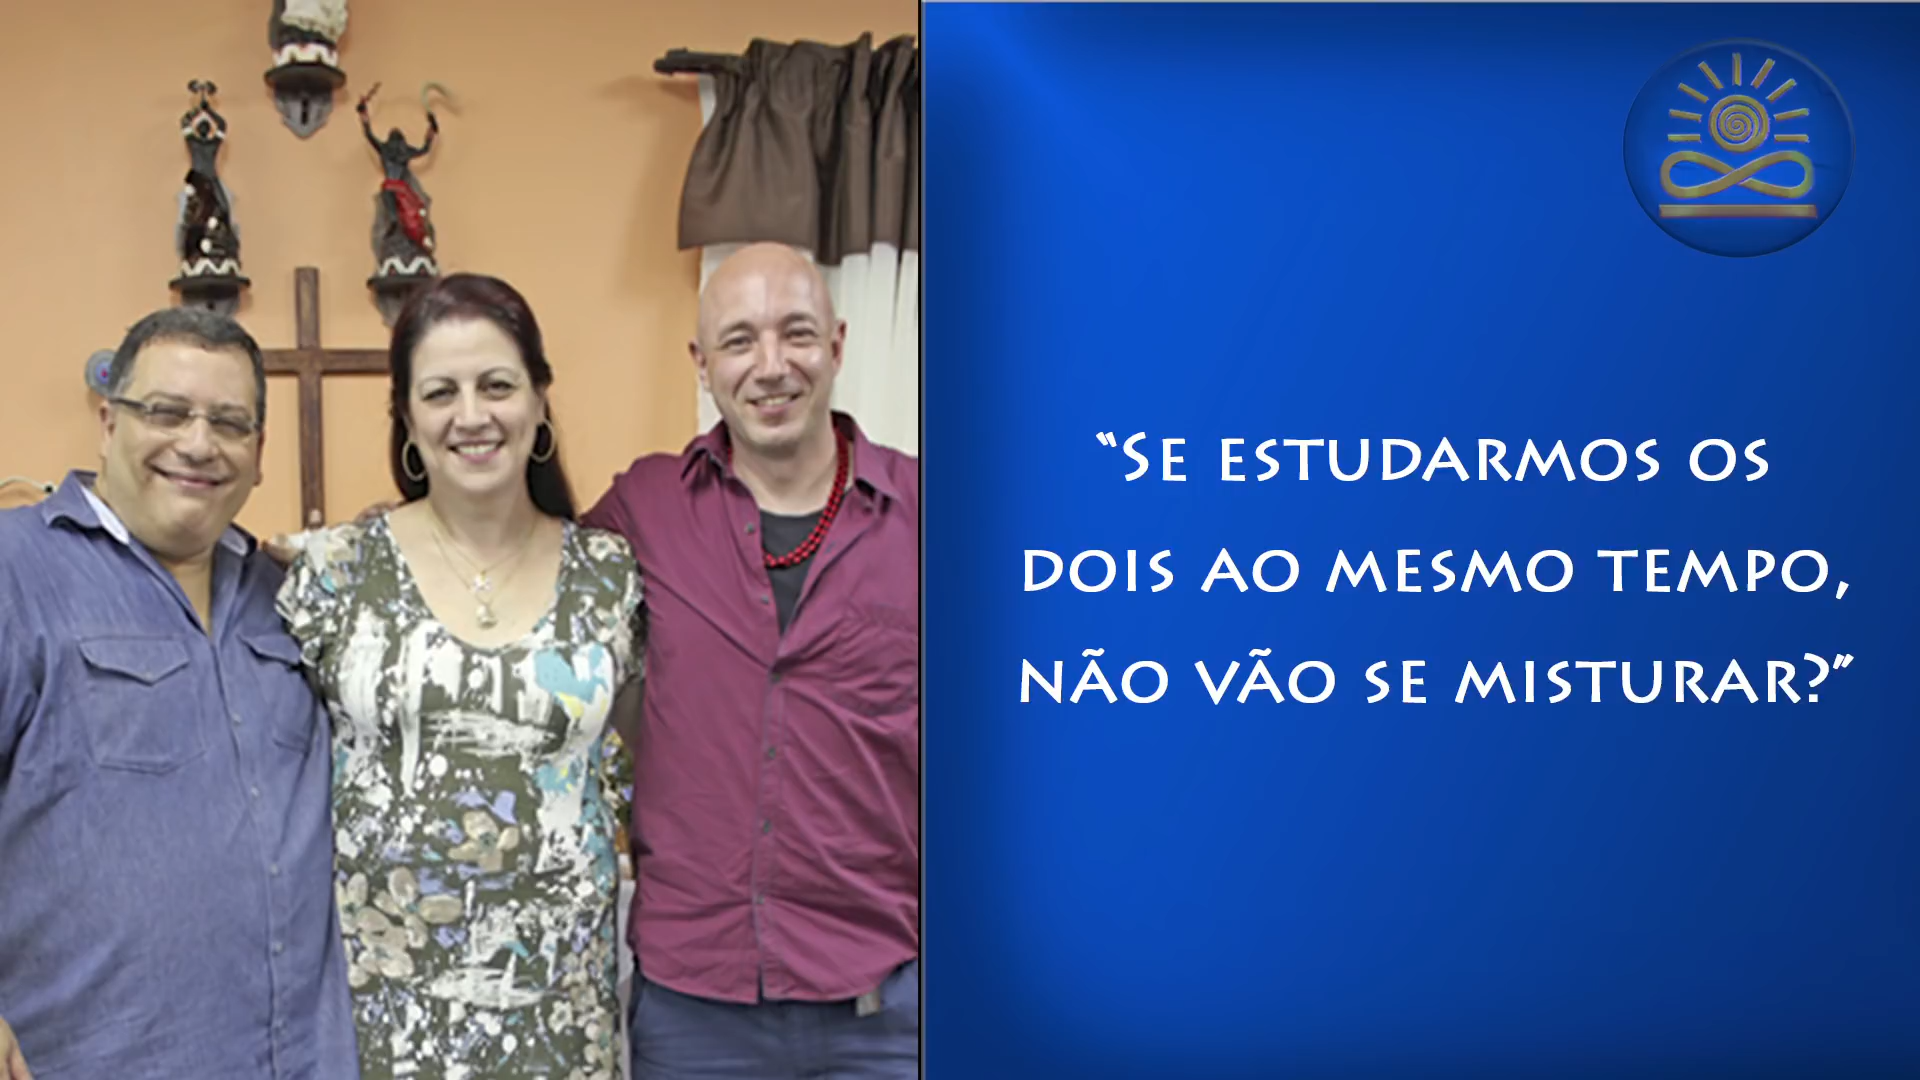 “Se estudarmos os
dois ao mesmo tempo,
não vão se misturar?”